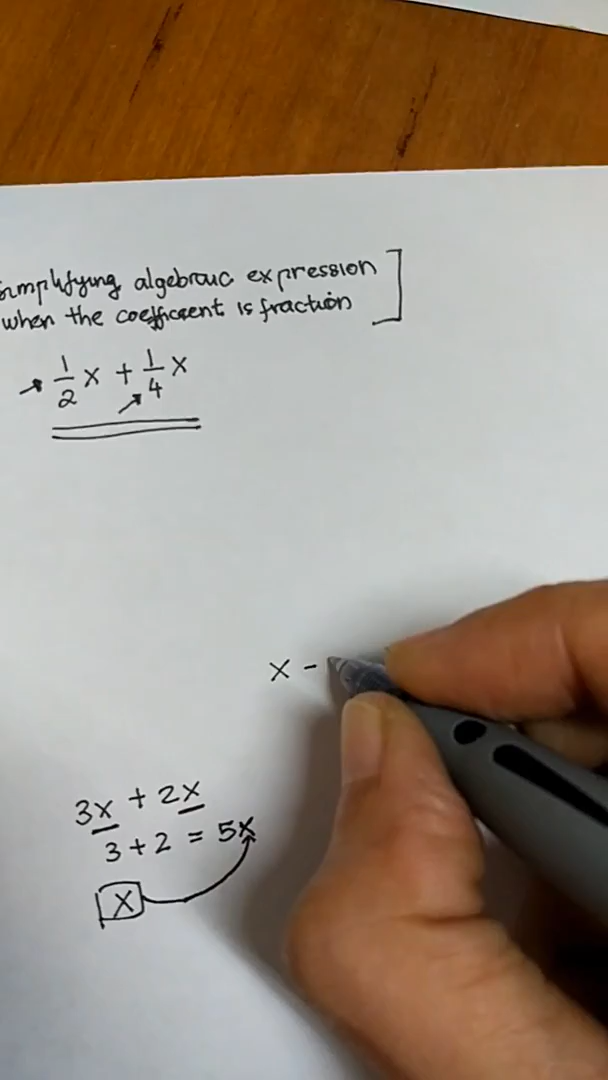 Simplifying algebraic expression
when the coefficient is fraction
1/2 x + 1/4 x
x -
3x + 2x
3 + 2 = 5x
x